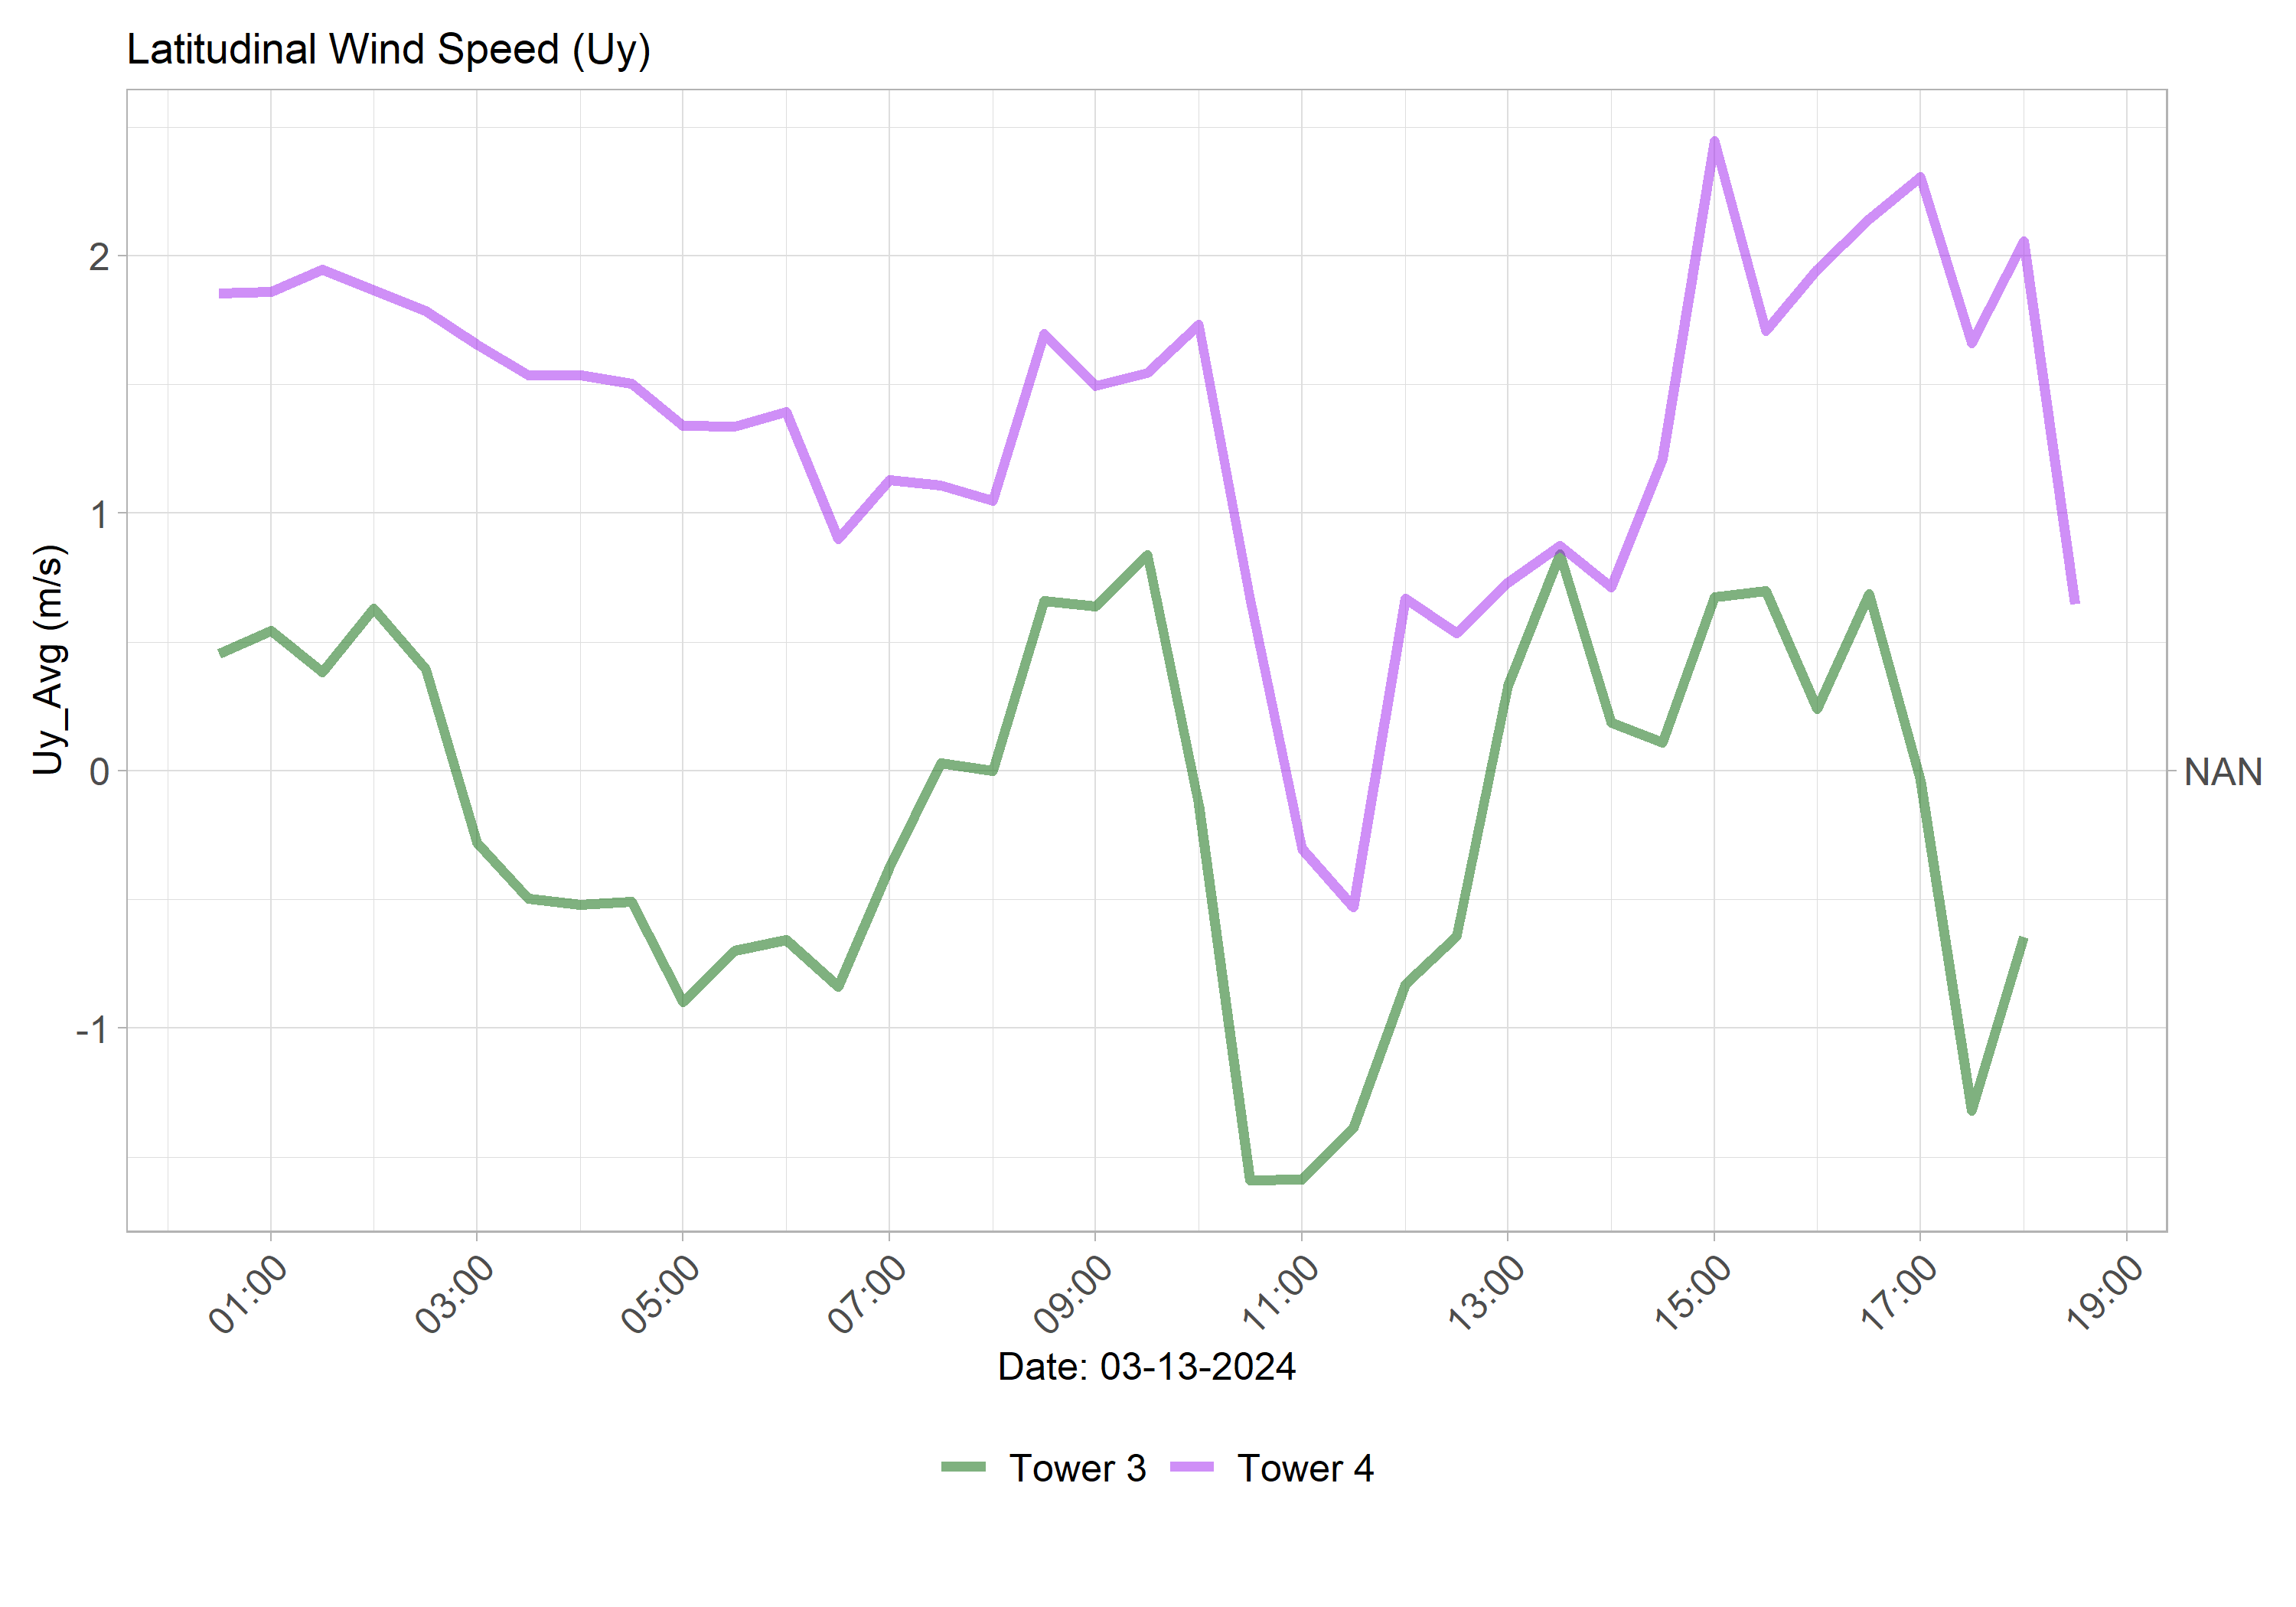 Latitudinal Wind Speed (Uy)
Uy_Avg (m/s)
2
1
0
-1
NAN
01:00 03:00 05:00 07:00 09:00 11:00 13:00 15:00 17:00 19:00
Date: 03-13-2024
Tower 3 Tower 4